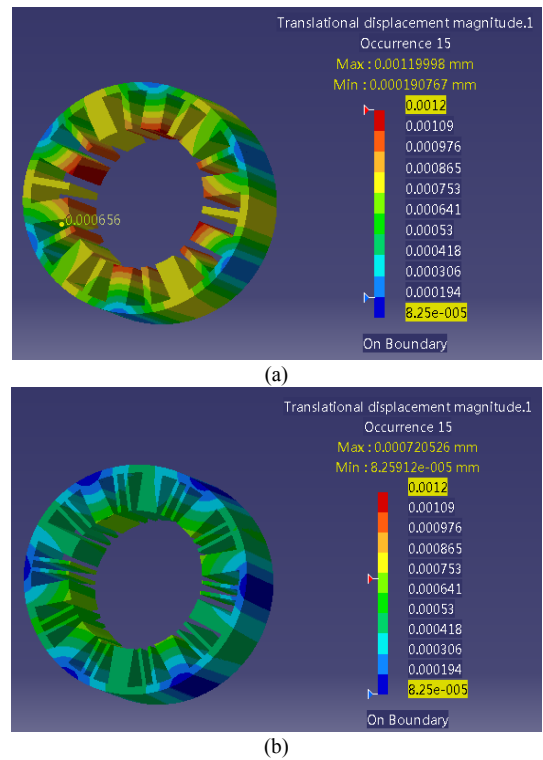 Translational displacement magnitude.1
Occurrence 15
Max : 0.00119998 mm
Min : 0.000190767 mm
0.0012
0.00109
0.000976
0.000865
0.000753
0.000641
0.00053
0.000418
0.000306
0.000194
8.25e-005
On Boundary
0.000656
(a)
Translational displacement magnitude.1
Occurrence 15
Max : 0.000720526 mm
Min : 8.25912e-005 mm
0.0012
0.00109
0.000976
0.000865
0.000753
0.000641
0.00053
0.000418
0.000306
0.000194
8.25e-005
On Boundary
(b)